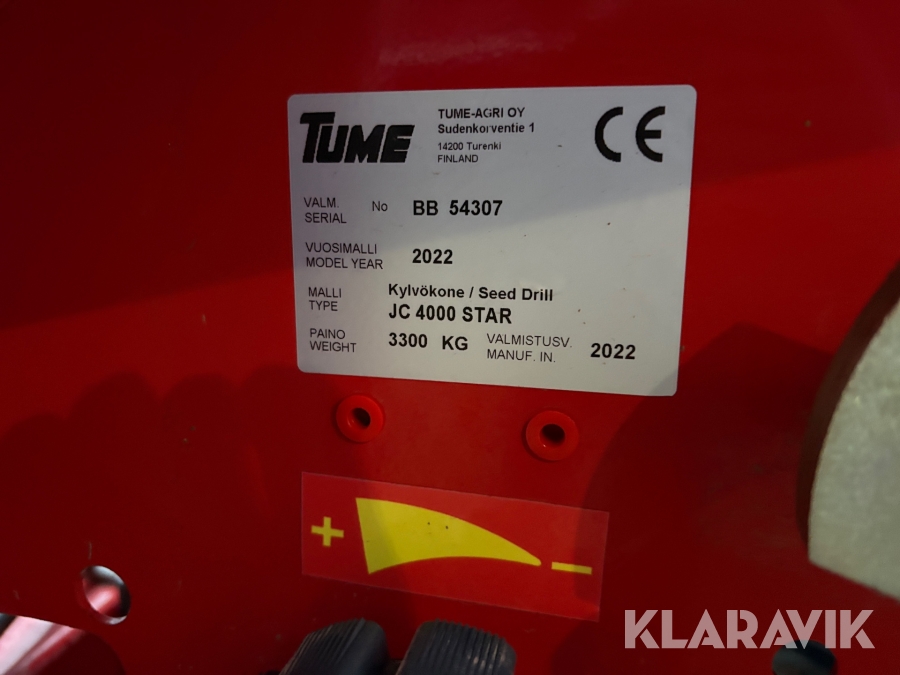 TUME
TUME-AGRI OY
Sudenkorventie 1
14200 Turenki
FINLAND
CE
VALM. SERIAL No BB 54307
VUOSIMALLI MODEL YEAR 2022
MALLI TYPE Kylvökone / Seed Drill
JC 4000 STAR
PAINO WEIGHT 3300 KG VALMISTUSV. MANUF. IN. 2022
+ –
KLARAVIK